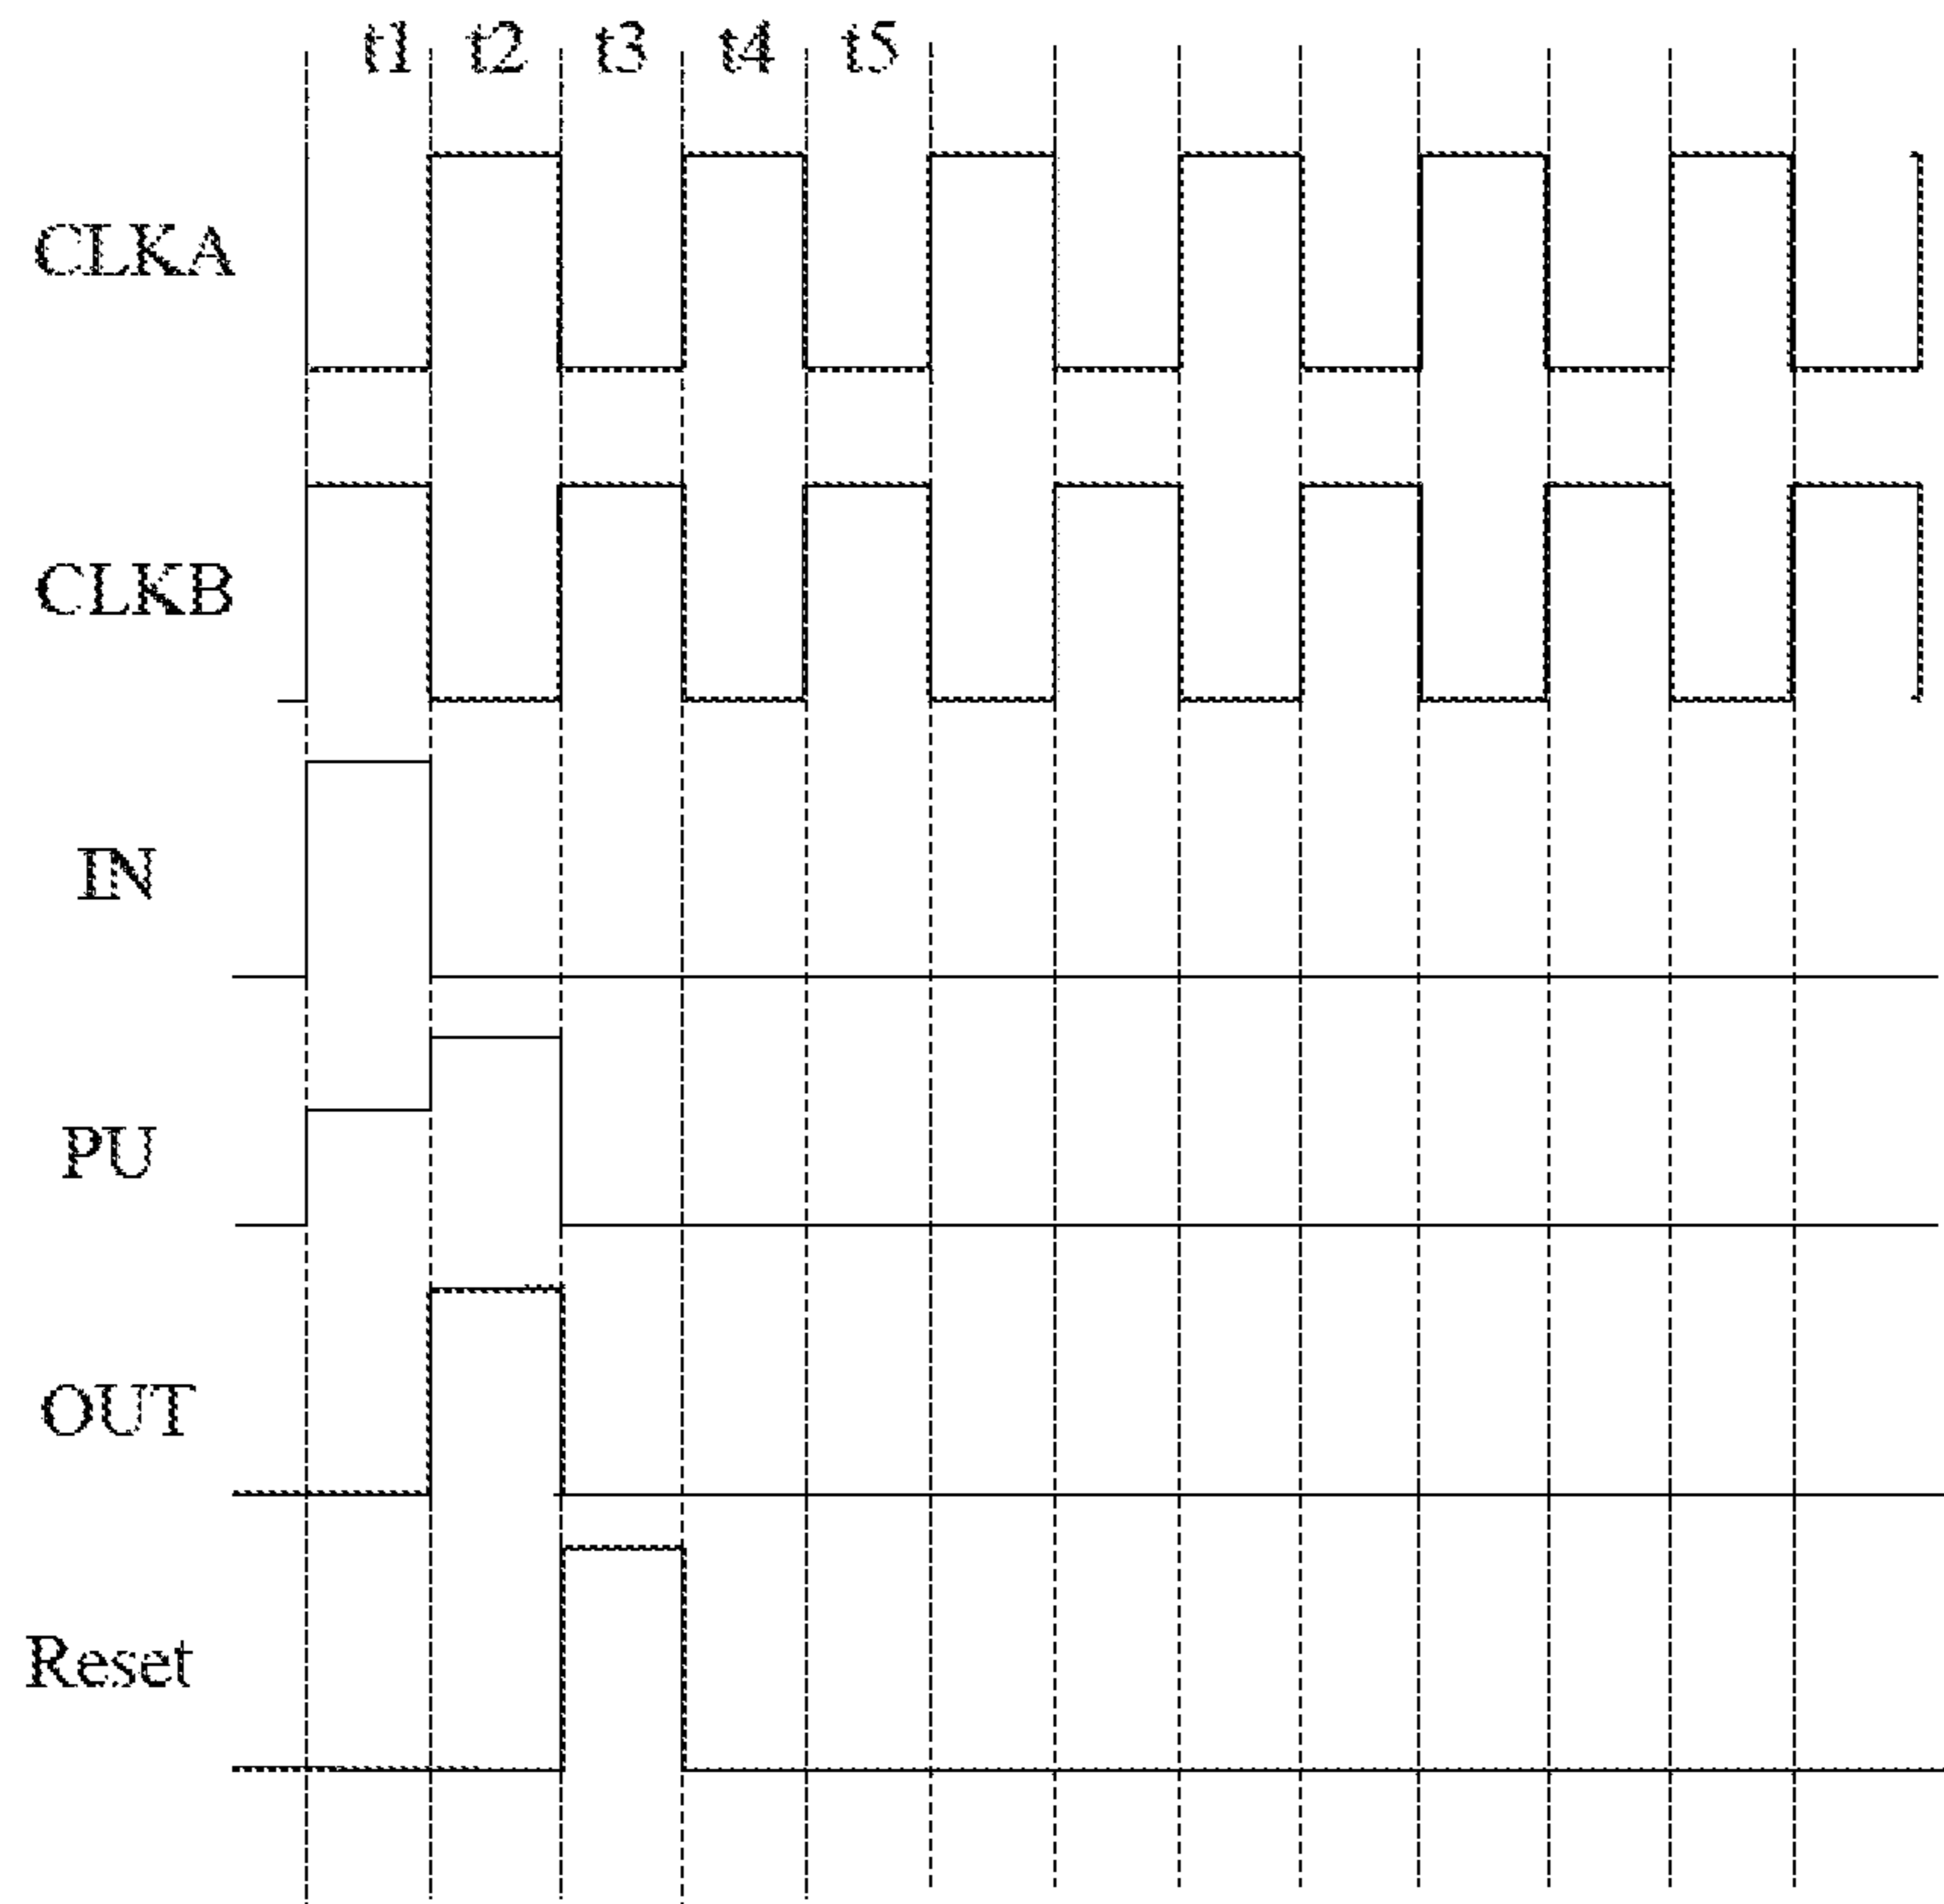 t1 t2 t3 t4 t5
CLKA
CLKB
IN
PU
OUT
Reset